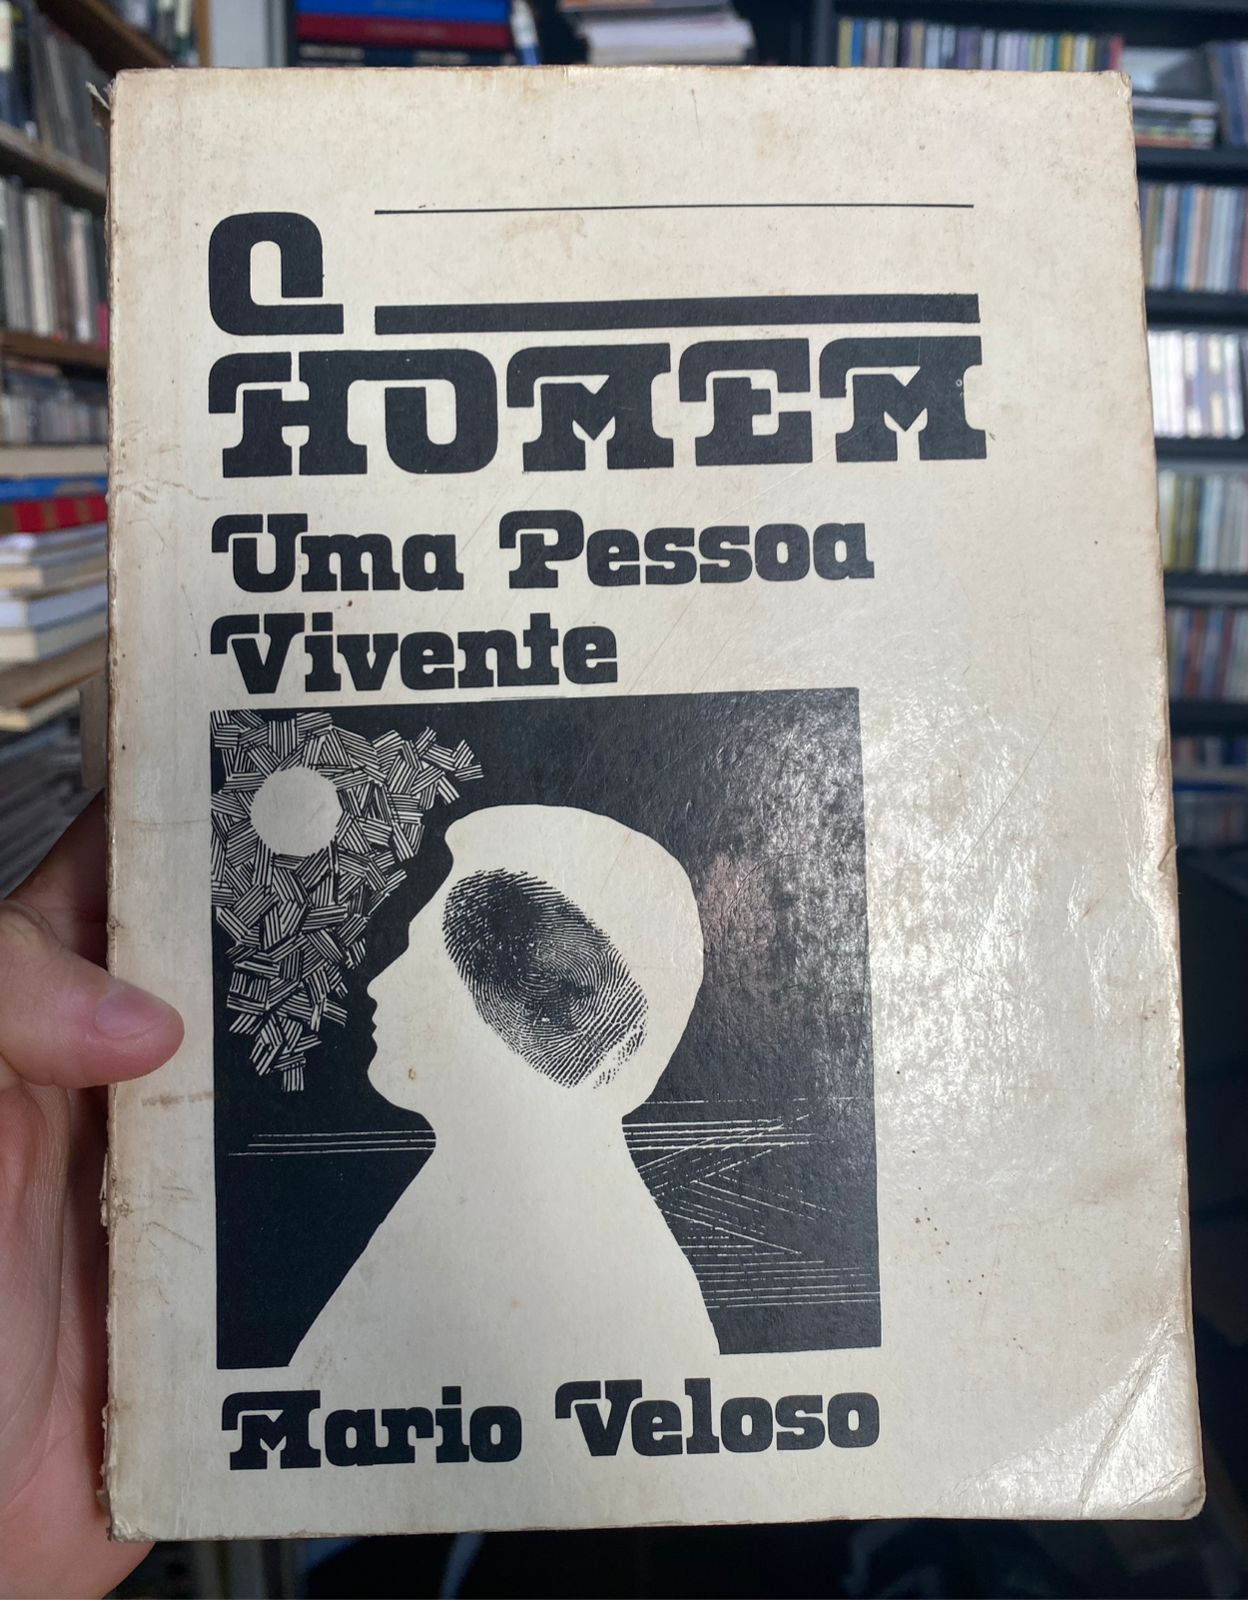 O
HOMEM
Uma Pessoa
Vivente
Mario Veloso